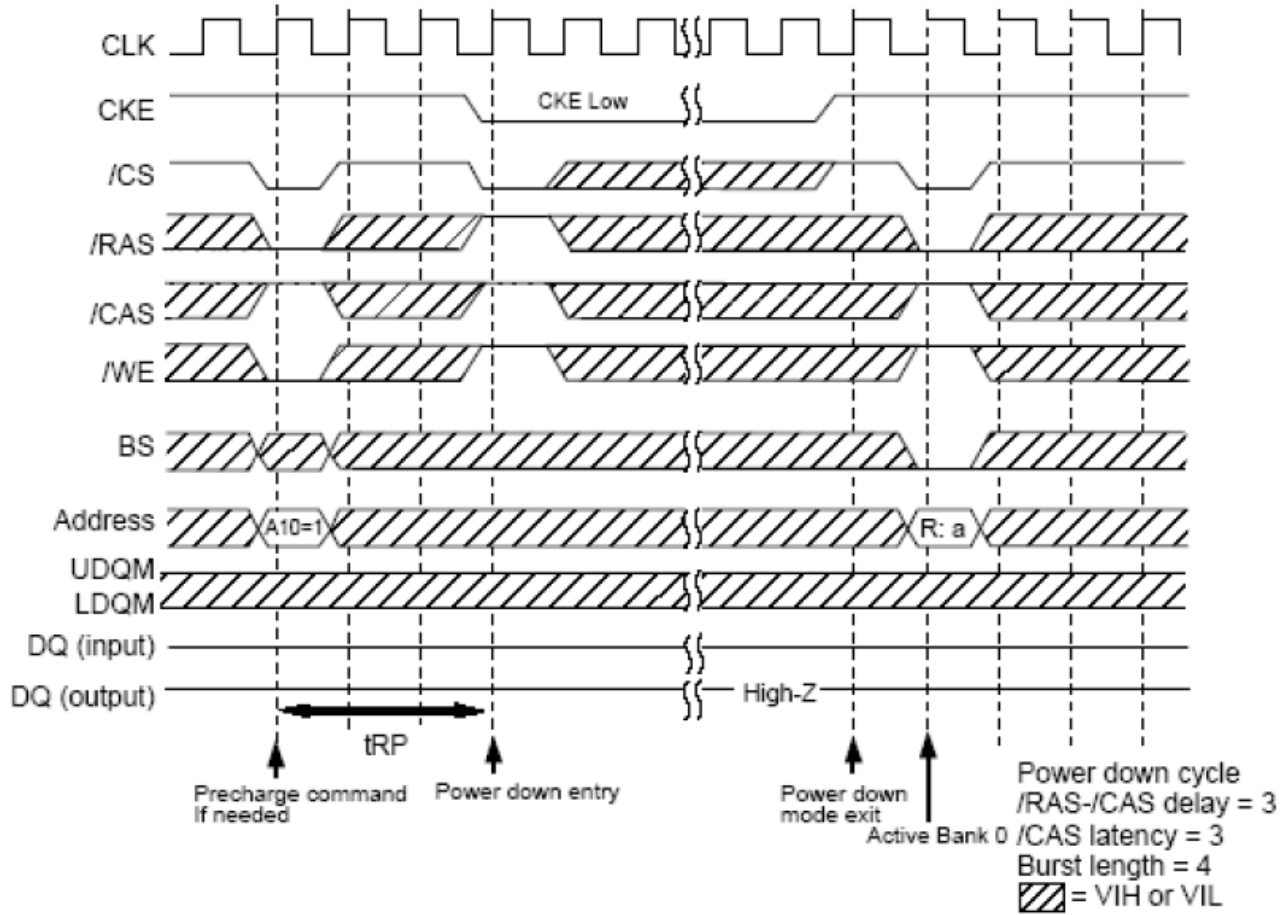 CLK
CKE
CKE Low
/CS
/RAS
/CAS
/WE
BS
Address
A10=1
R: a
UDQM
LDQM
DQ (input)
DQ (output)
High-Z
tRP
Precharge command
If needed
Power down entry
Power down
mode exit
Active Bank 0
Power down cycle
/RAS-/CAS delay = 3
/CAS latency = 3
Burst length = 4
= VIH or VIL